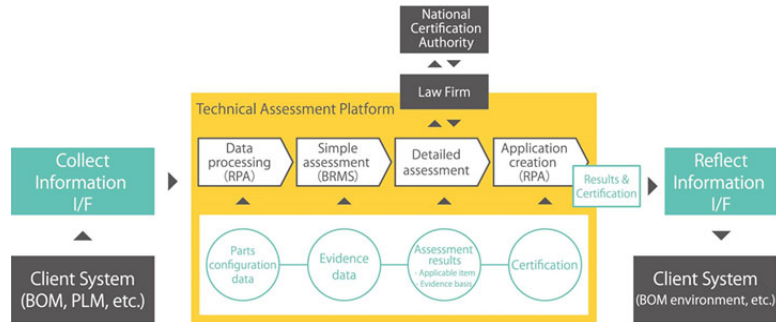 National
Certification
Authority
Law Firm
Technical Assessment Platform
Data
processing
(RPA)
Simple
assessment
(BRMS)
Detailed
assessment
Application
creation
(RPA)
Collect
Information
I/F
Results &
Certification
Reflect
Information
I/F
Parts
configuration
data
Evidence
data
Assessment
results
- Applicable item
- Evidence basis
Certification
Client System
(BOM, PLM, etc.)
Client System
(BOM environment, etc.)